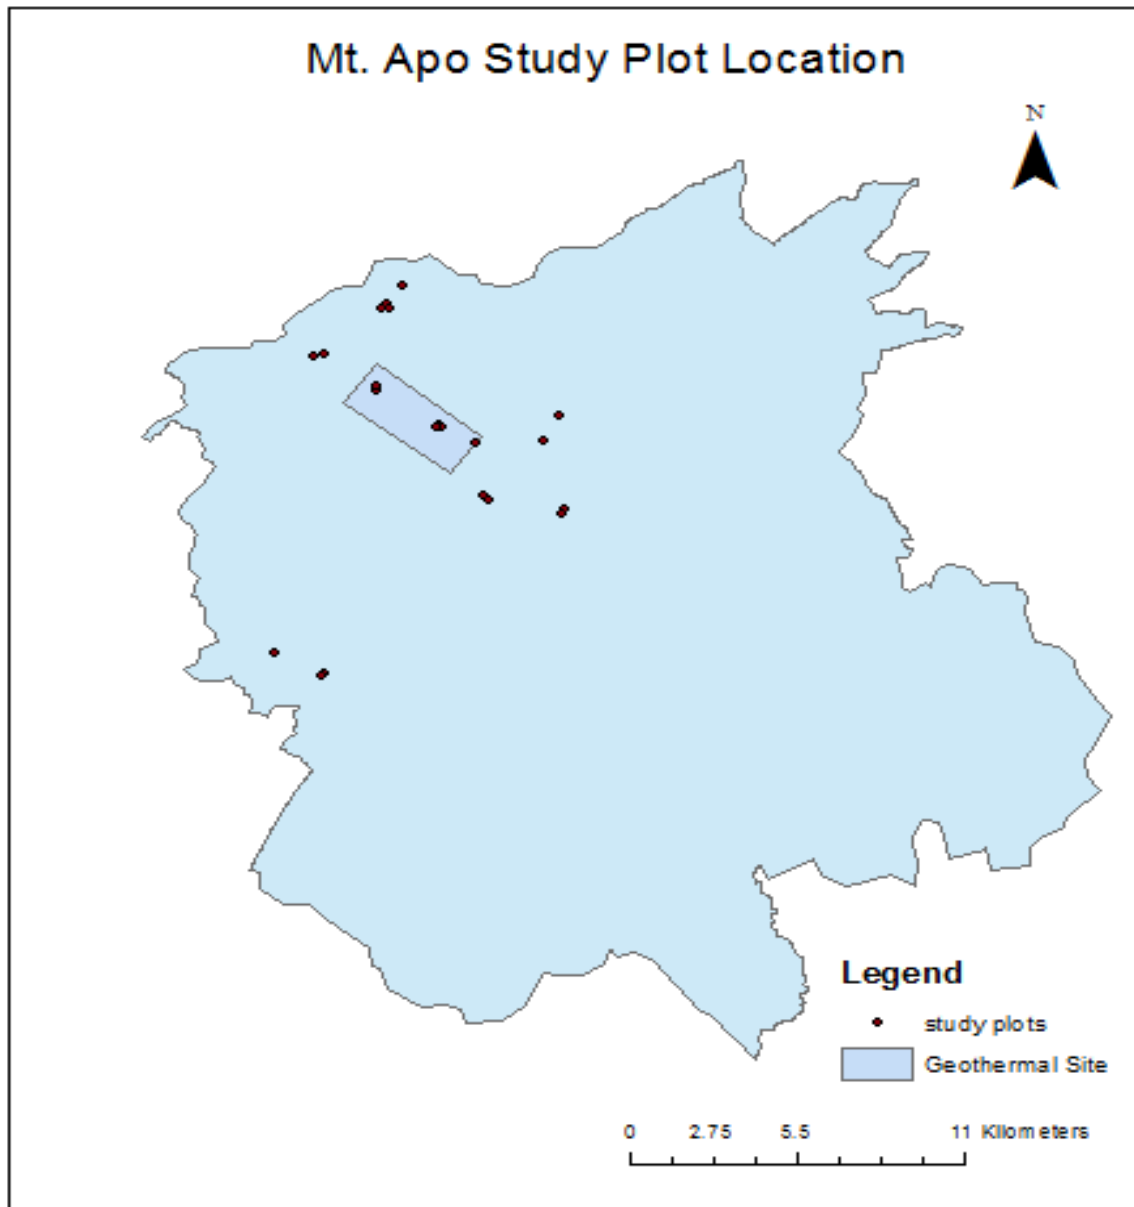 Mt. Apo Study Plot Location
N
Legend
study plots
Geothermal Site
0 2.75 5.5 11 Kilometers